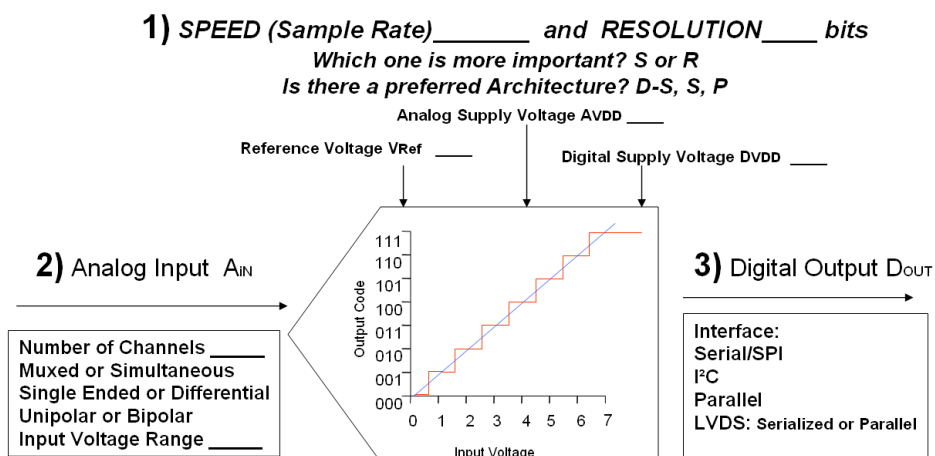 1) SPEED (Sample Rate)_______ and RESOLUTION____ bits
Which one is more important? S or R
Is there a preferred Architecture? D-S, S, P
Analog Supply Voltage AVDD ____
Reference Voltage VRef ____
Digital Supply Voltage DVDD ____
2) Analog Input AIN
Number of Channels _____
Muxed or Simultaneous
Single Ended or Differential
Unipolar or Bipolar
Input Voltage Range _____
Output Code
111
110
101
100
011
010
001
000
0 1 2 3 4 5 6 7
Input Voltage
3) Digital Output DOUT
Interface:
Serial/SPI
I²C
Parallel
LVDS: Serialized or Parallel